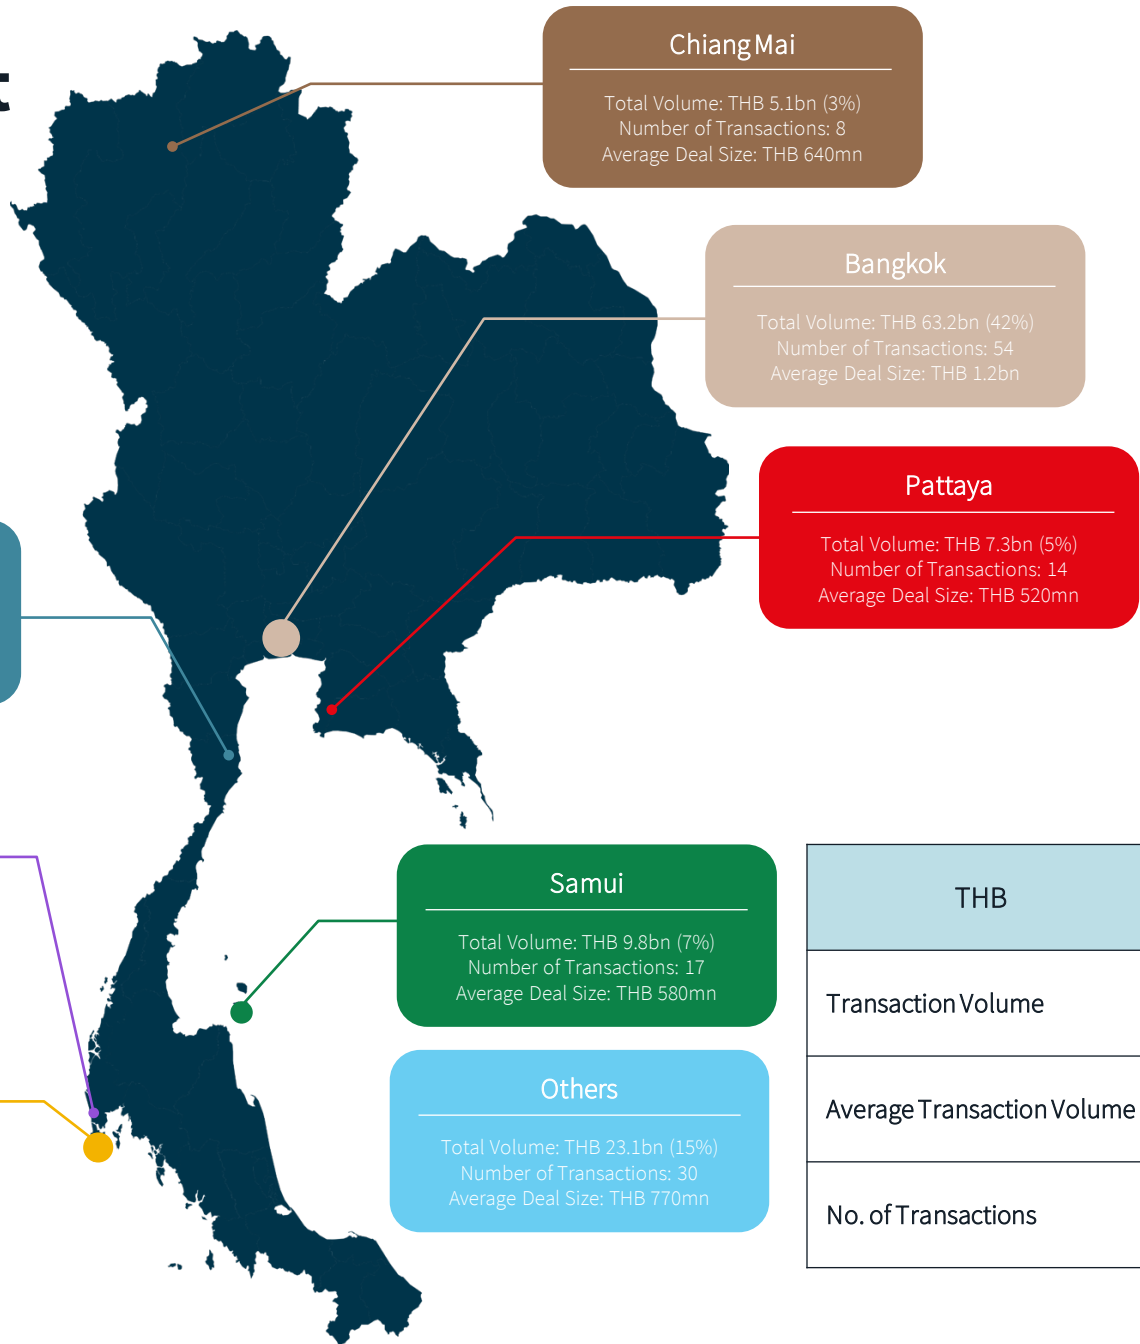 t
Chiang Mai
Total Volume: THB 5.1bn (3%)
Number of Transactions: 8
Average Deal Size: THB 640mn
Bangkok
Total Volume: THB 63.2bn (42%)
Number of Transactions: 54
Average Deal Size: THB 1.2bn
Pattaya
Total Volume: THB 7.3bn (5%)
Number of Transactions: 14
Average Deal Size: THB 520mn
Samui
Total Volume: THB 9.8bn (7%)
Number of Transactions: 17
Average Deal Size: THB 580mn
Others
Total Volume: THB 23.1bn (15%)
Number of Transactions: 30
Average Deal Size: THB 770mn
THB
Transaction Volume
Average Transaction Volume
No. of Transactions